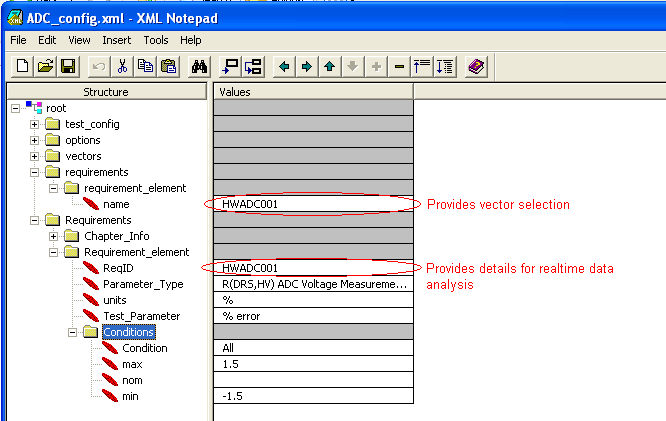 ADC_config.xml - XML Notepad
File Edit View Insert Tools Help
Structure Values
root
test_config
options
vectors
requirements
requirement_element
name HWADC001 Provides vector selection
Requirements
Chapter_Info
Requirement_element
ReqID HWADC001 Provides details for realtime data
analysis
Parameter_Type R(DRS,HV) ADC Voltage Measureme...
units %
Test_Parameter % error
Conditions
Condition All
max 1.5
nom
min -1.5